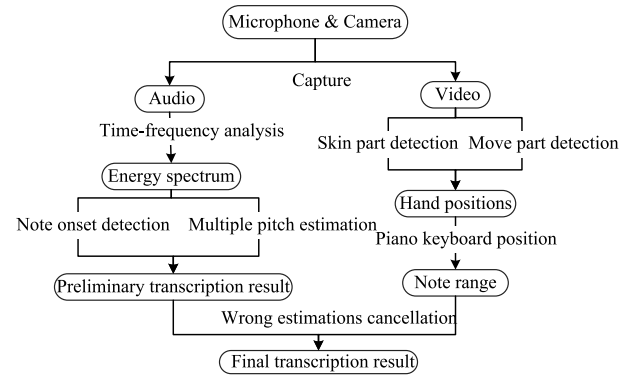 Microphone & Camera
Capture
Audio
Video
Time-frequency analysis
Skin part detection
Move part detection
Energy spectrum
Hand positions
Note onset detection
Multiple pitch estimation
Piano keyboard position
Preliminary transcription result
Note range
Wrong estimations cancellation
Final transcription result